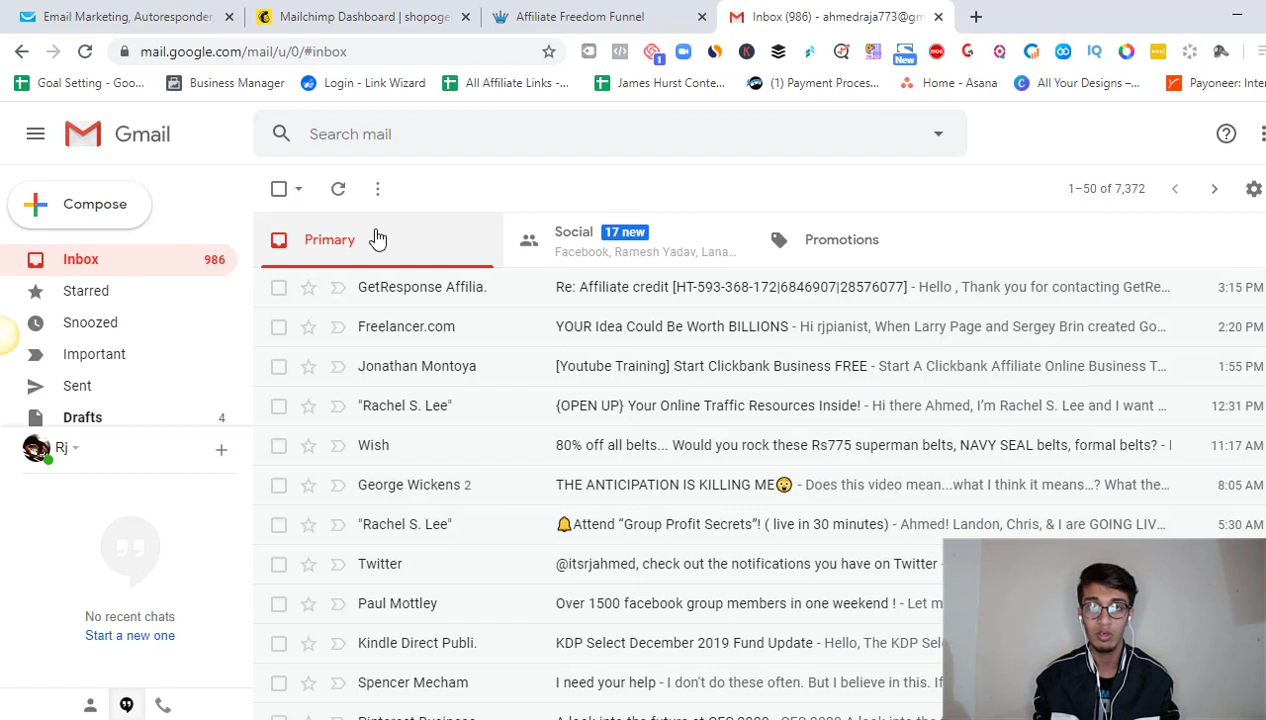 Email Marketing, Autoresponder,
Mailchimp Dashboard | shopoge
Affiliate Freedom Funnel
Inbox (986) - ahmedraja773@gm
mail.google.com/mail/u/0/#inbox
1
New
Goal Setting - Goo...
Business Manager
Login - Link Wizard
All Affiliate Links -...
James Hurst Conte...
(1) Payment Proces...
Home - Asana
All Your Designs –...
Payoneer: Inter
Gmail
Search mail
Compose
1–50 of 7,372
Primary
Social 17 new
Facebook, Ramesh Yadav, Lana...
Promotions
Inbox 986
Starred
Snoozed
Important
Sent
Drafts 4
Rj
No recent chats
Start a new one
GetResponse Affilia. Re: Affiliate credit [HT-593-368-172|6846907|28576077] - Hello , Thank you for contacting GetRe... 3:15 PM
Freelancer.com YOUR Idea Could Be Worth BILLIONS - Hi rjpianist, When Larry Page and Sergey Brin created Go... 2:20 PM
Jonathan Montoya [Youtube Training] Start Clickbank Business FREE - Start A Clickbank Affiliate Online Business T... 1:55 PM
"Rachel S. Lee" {OPEN UP} Your Online Traffic Resources Inside! - Hi there Ahmed, I’m Rachel S. Lee and I want ... 12:31 PM
Wish 80% off all belts... Would you rock these Rs775 superman belts, NAVY SEAL belts, formal belts? - 11:17 AM
George Wickens 2 THE ANTICIPATION IS KILLING ME😲 - Does this video mean...what I think it means...? What the... 8:05 AM
"Rachel S. Lee" 🔔Attend “Group Profit Secrets”! ( live in 30 minutes) - Ahmed! Landon, Chris, & I are GOING LIV... 5:30 AM
Twitter @itsrjahmed, check out the notifications you have on Twitter -
Paul Mottley Over 1500 facebook group members in one weekend ! - Let m
Kindle Direct Publi. KDP Select December 2019 Fund Update - Hello, The KDP Sel
Spencer Mecham I need your help - I don't do these often. But I believe in this. If